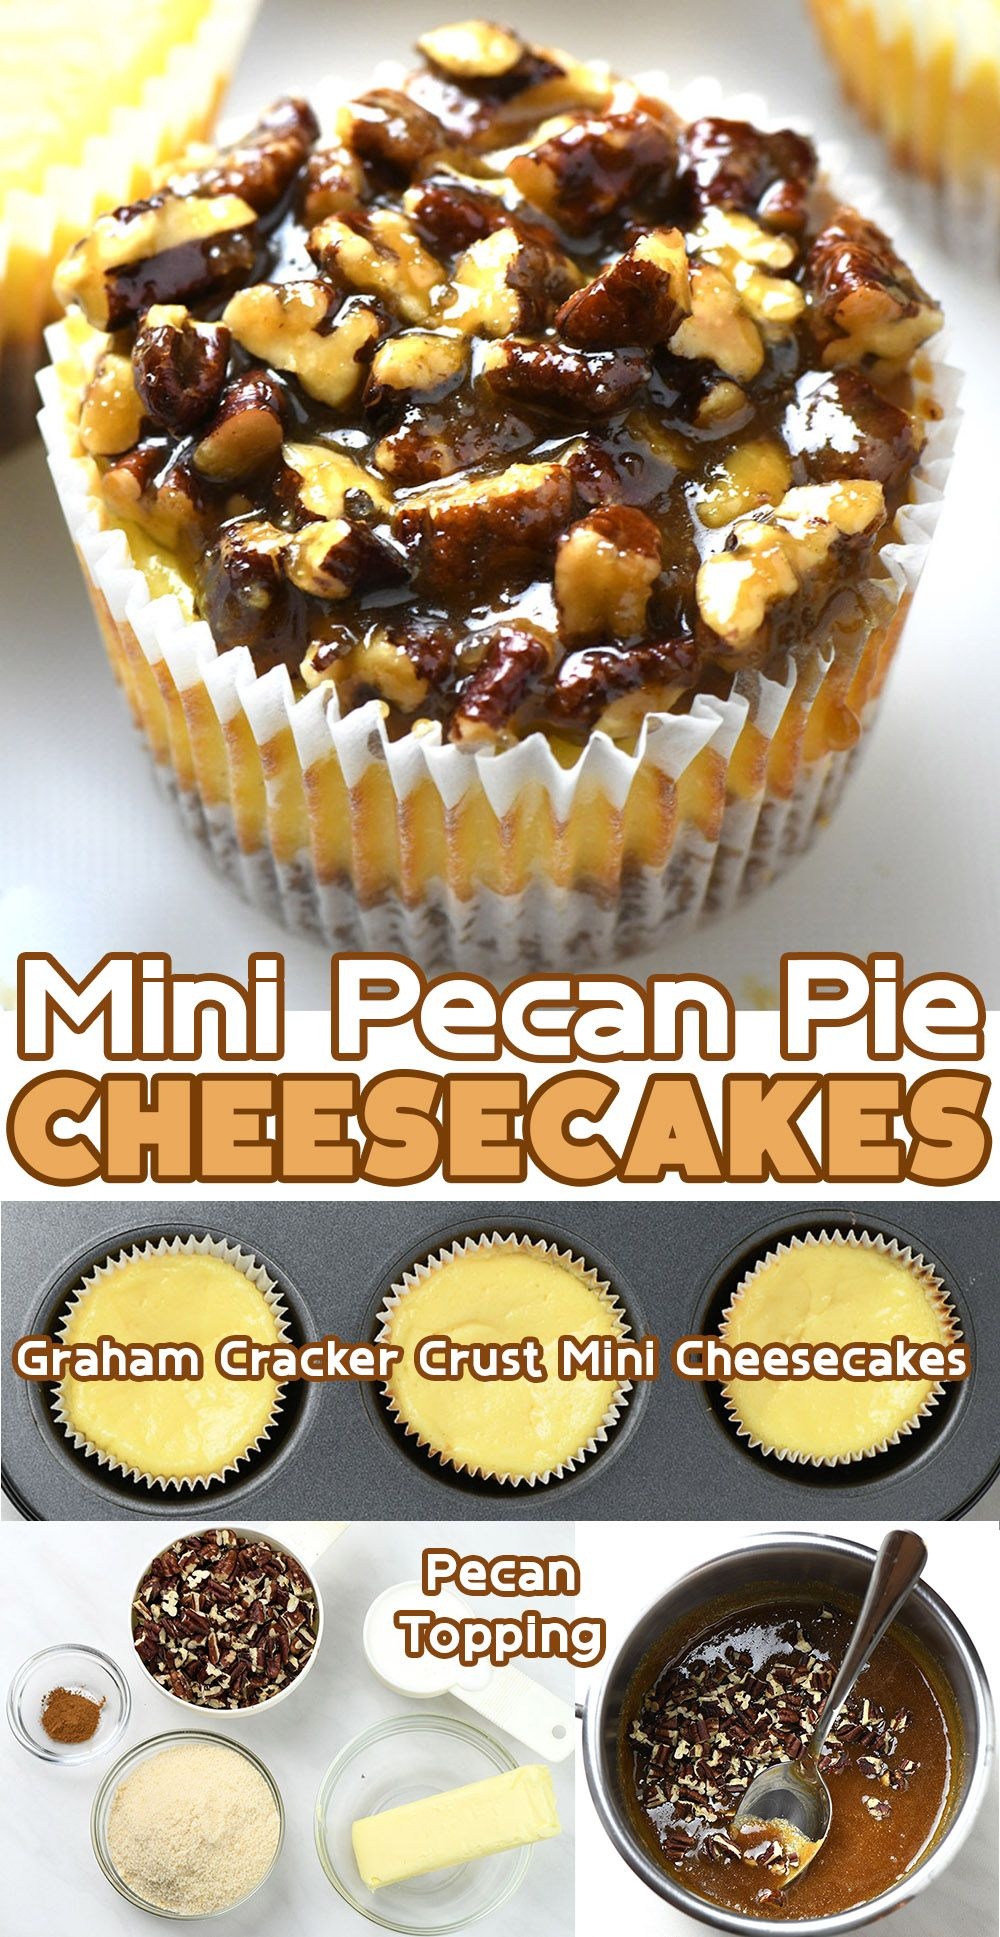 Mini Pecan Pie
CHEESECAKES
Graham Cracker Crust Mini Cheesecakes
Pecan
Topping